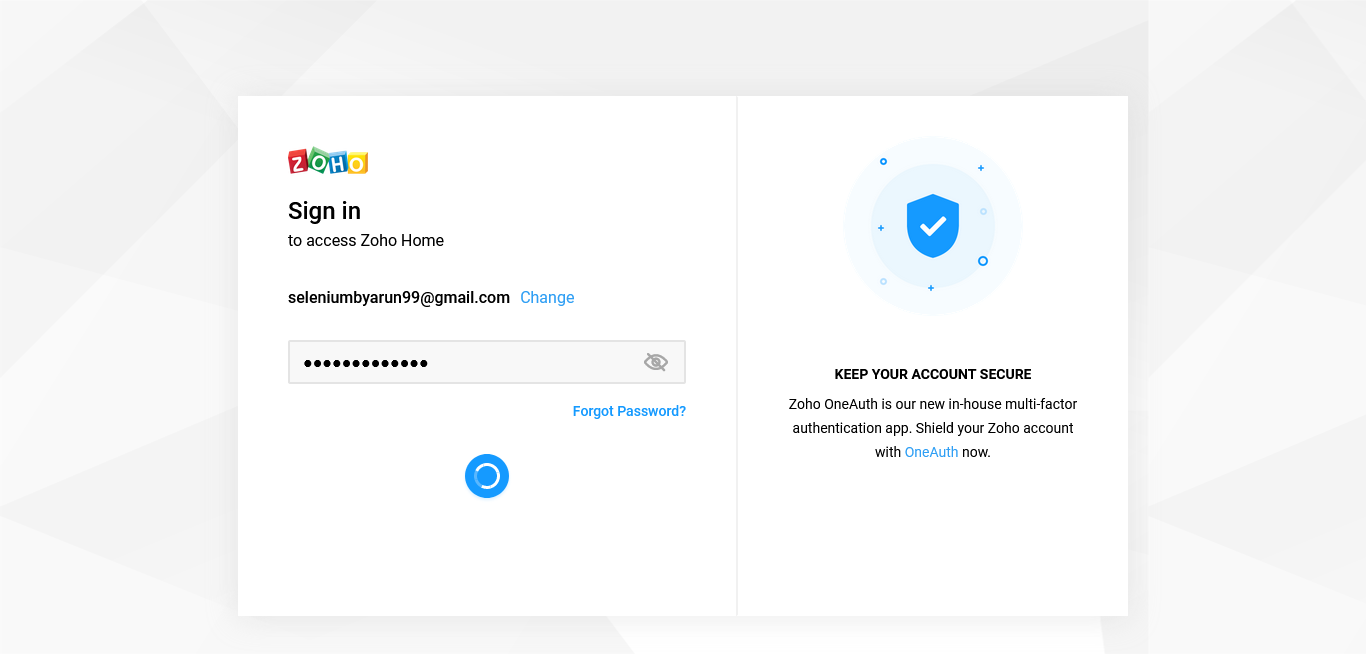 ZOHO
Sign in
to access Zoho Home
seleniumbyarun99@gmail.com Change
●●●●●●●●●●●●●
Forgot Password?
KEEP YOUR ACCOUNT SECURE
Zoho OneAuth is our new in-house multi-factor
authentication app. Shield your Zoho account
with OneAuth now.